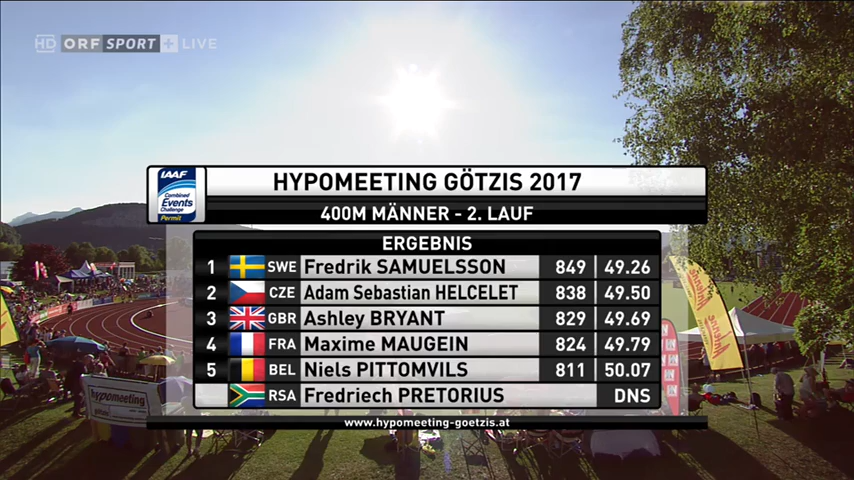 HD ORF SPORT + LIVE
IAAF
Combined
Events
Challenge
Permit
HYPOMEETING GÖTZIS 2017
400M MÄNNER - 2. LAUF
ERGEBNIS
1 SWE Fredrik SAMUELSSON 849 49.26
2 CZE Adam Sebastian HELCELET 838 49.50
3 GBR Ashley BRYANT 829 49.69
4 FRA Maxime MAUGEIN 824 49.79
5 BEL Niels PITTOMVILS 811 50.07
RSA Fredriech PRETORIUS DNS
www.hypomeeting-goetzis.at
hypomeeting